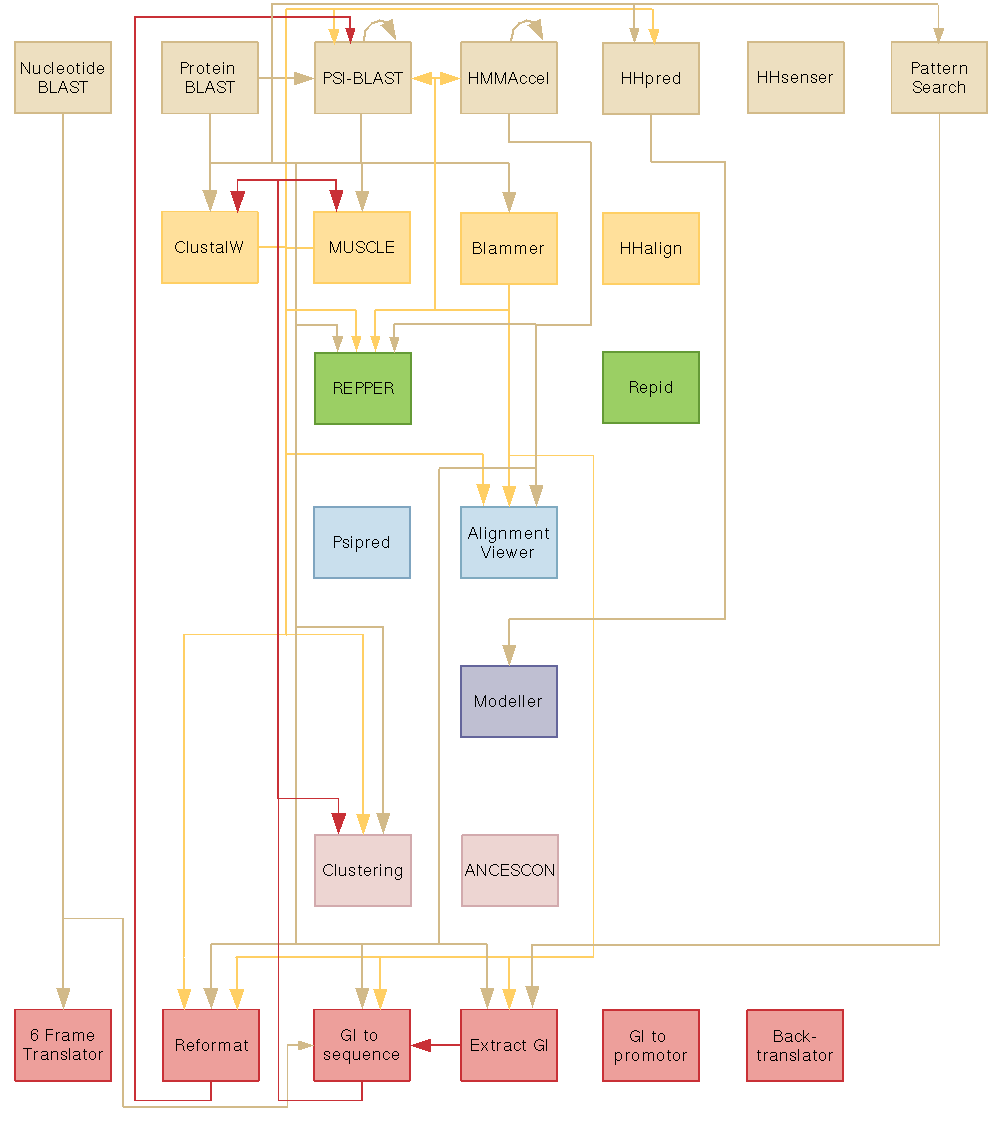 Nucleotide
BLAST
Protein
BLAST
PSI-BLAST
HMMAccel
HHpred
HHsenser
Pattern
Search
ClustalW
MUSCLE
Blammer
HHalign
REPPER
Repid
Psipred
Alignment
Viewer
Modeller
Clustering
ANCESCON
6 Frame
Translator
Reformat
GI to
sequence
Extract GI
GI to
promotor
Back-
translator